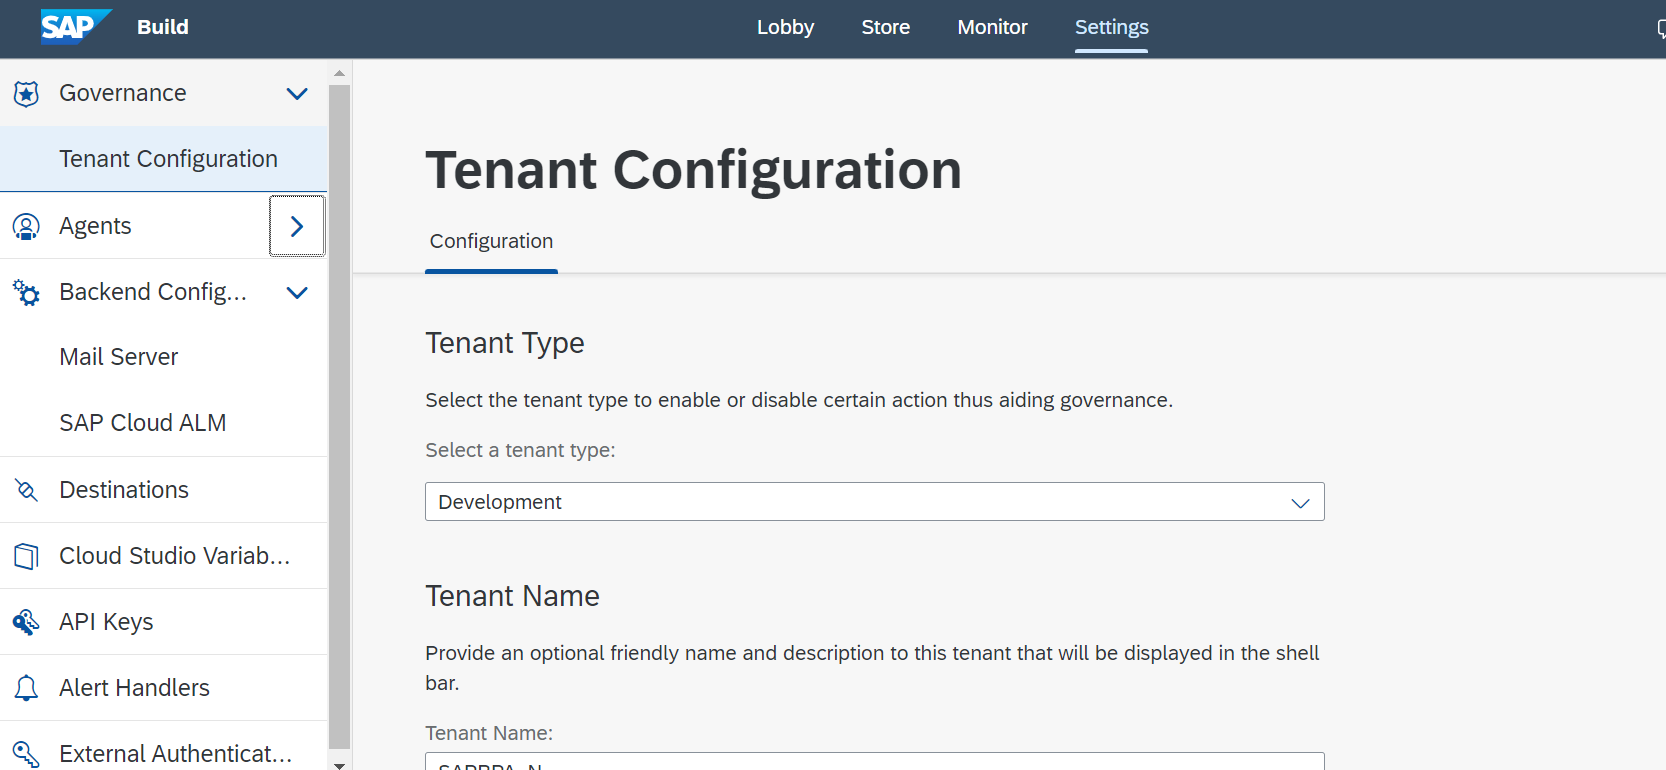 SAP Build
Lobby Store Monitor Settings
Governance
Tenant Configuration
Agents
Backend Config...
Mail Server
SAP Cloud ALM
Destinations
Cloud Studio Variab...
API Keys
Alert Handlers
External Authenticat...
Tenant Configuration
Configuration
Tenant Type
Select the tenant type to enable or disable certain action thus aiding governance.
Select a tenant type:
Development
Tenant Name
Provide an optional friendly name and description to this tenant that will be displayed in the shell
bar.
Tenant Name: